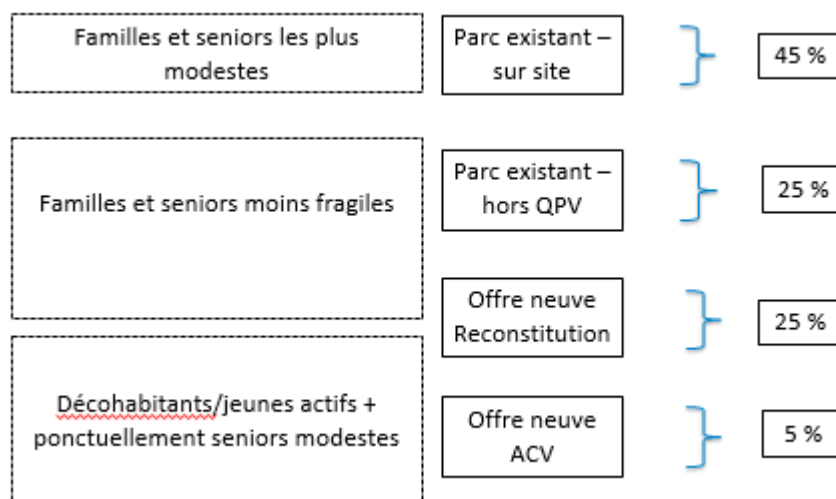 Familles et seniors les plus
modestes
Parc existant –
sur site
45 %
Familles et seniors moins fragiles
Parc existant –
hors QPV
25 %
Offre neuve
Reconstitution
25 %
Décohabitants/jeunes actifs +
ponctuellement seniors modestes
Offre neuve
ACV
5 %